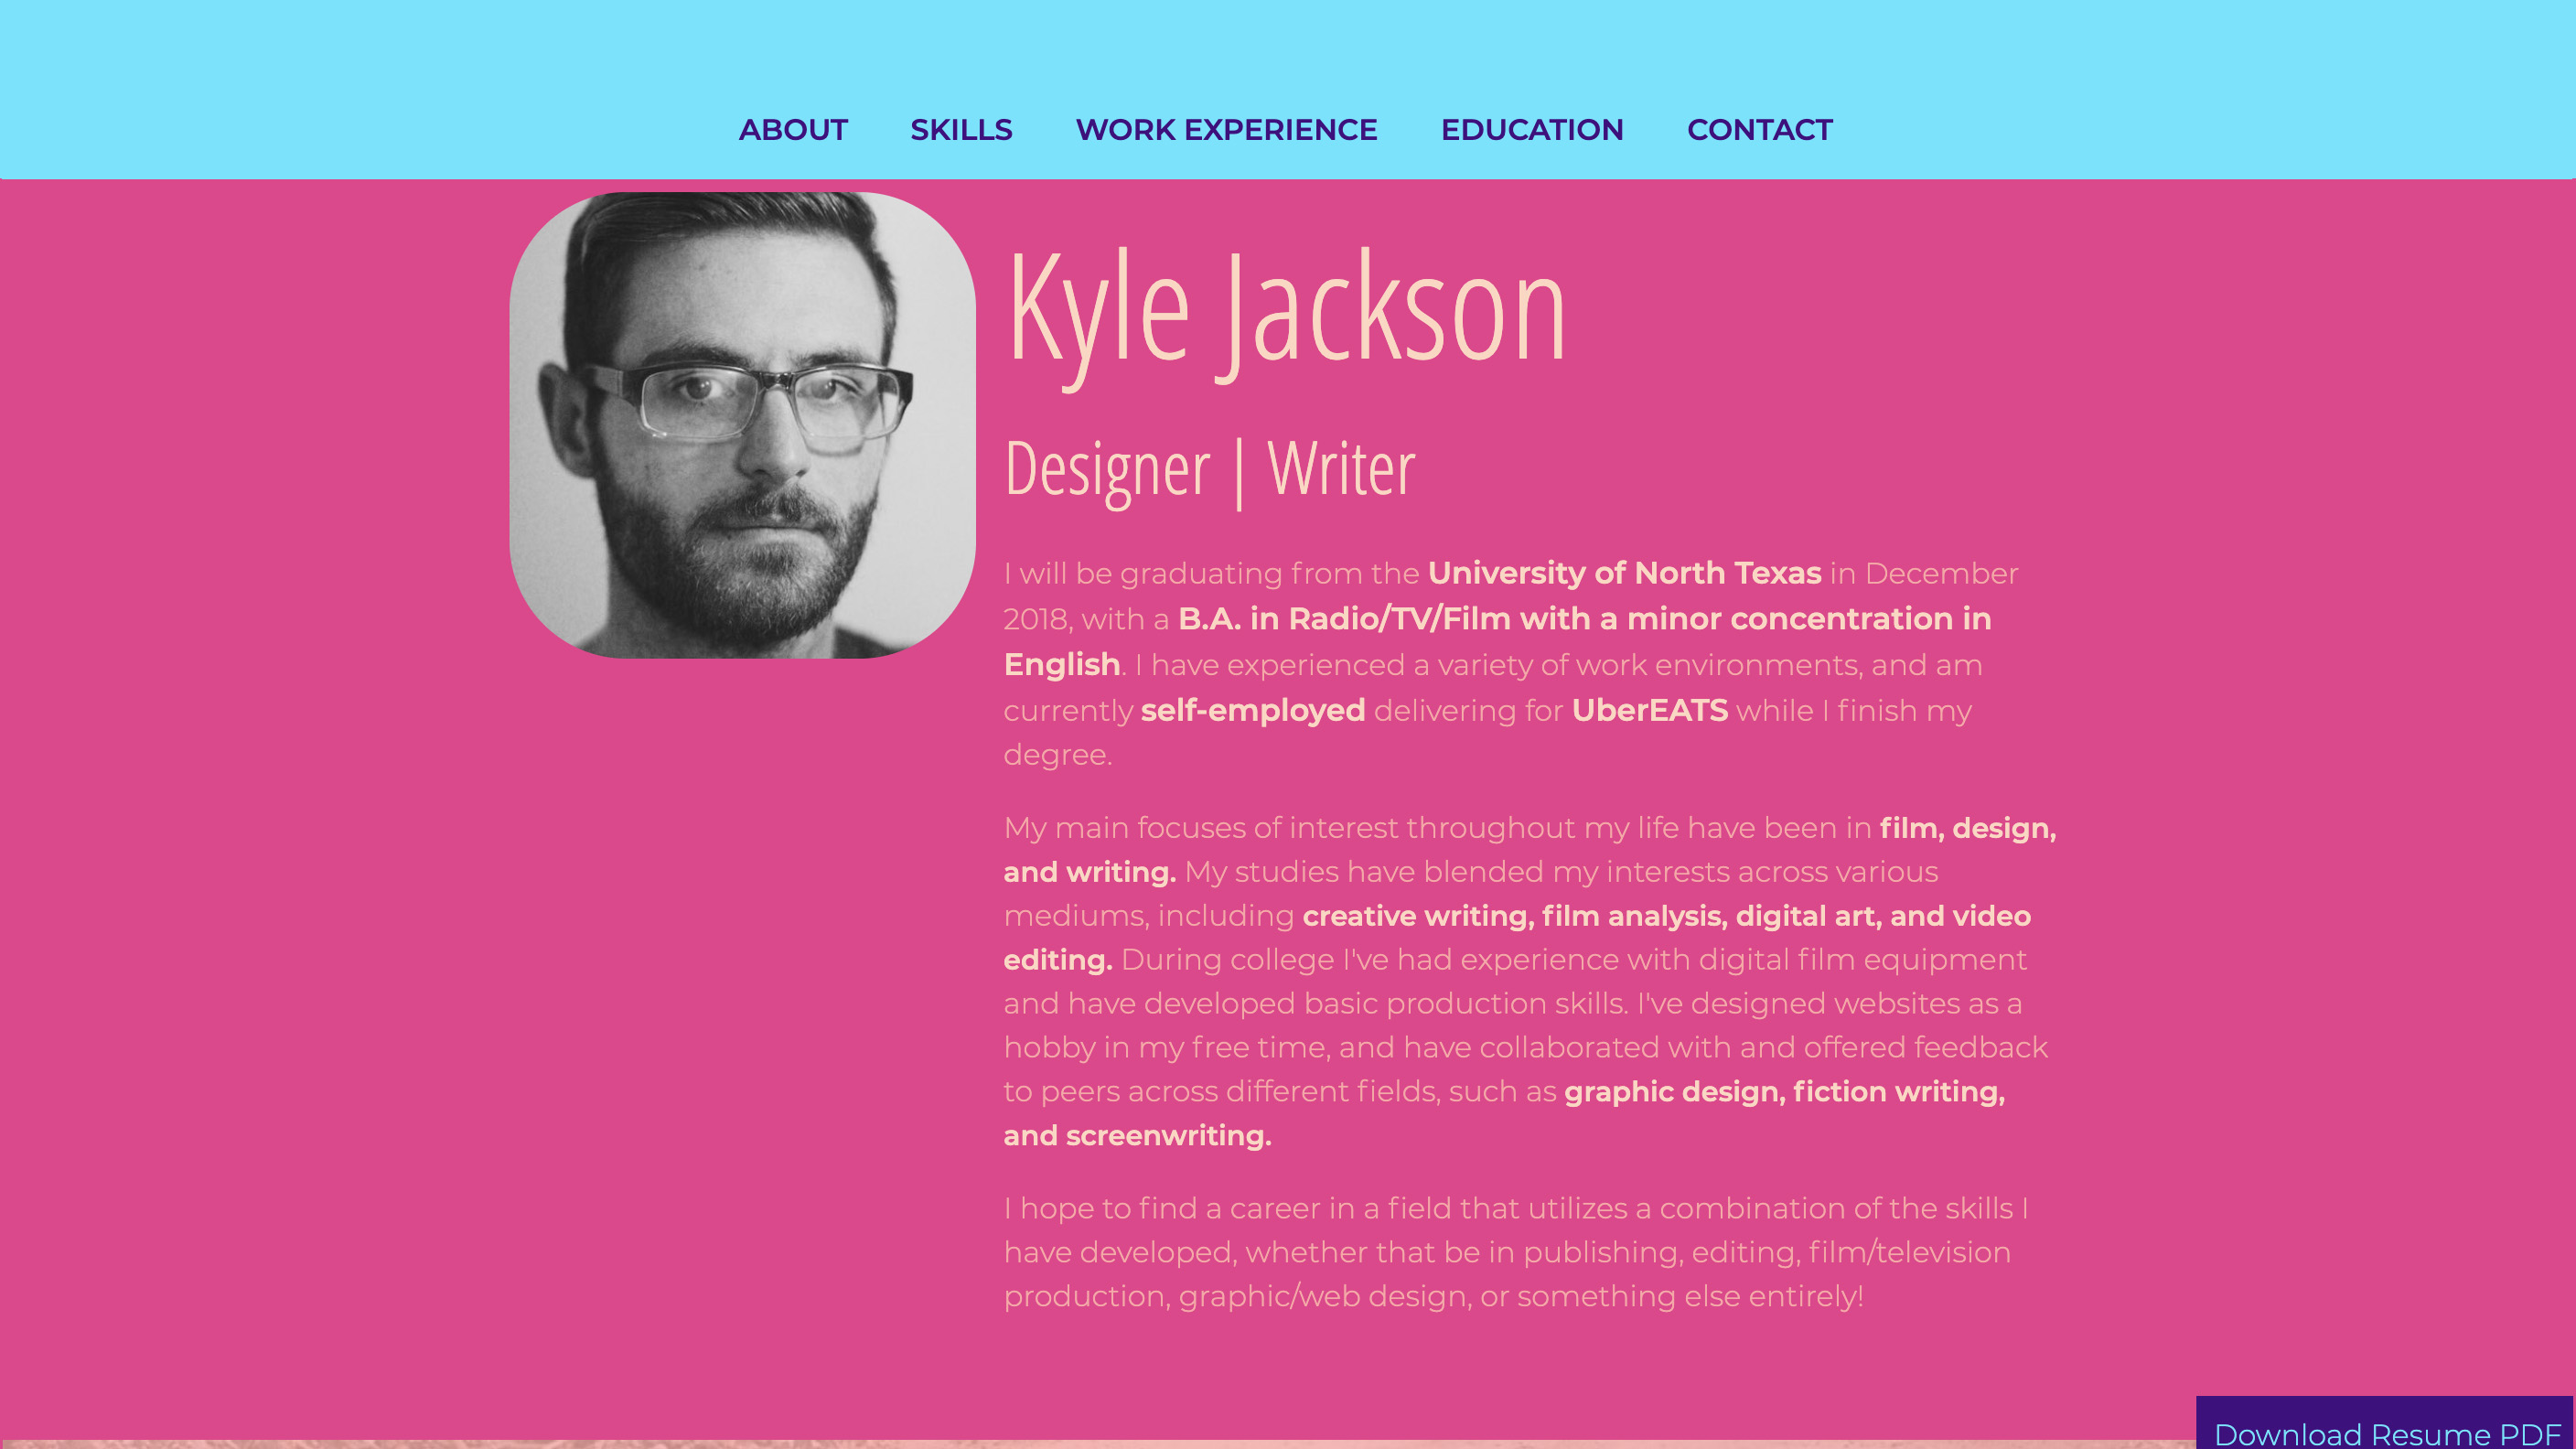 ABOUT SKILLS WORK EXPERIENCE EDUCATION CONTACT
Kyle Jackson
Designer | Writer
I will be graduating from the University of North Texas in December
2018, with a B.A. in Radio/TV/Film with a minor concentration in
English. I have experienced a variety of work environments, and am
currently self-employed delivering for UberEATS while I finish my
degree.
My main focuses of interest throughout my life have been in film, design,
and writing. My studies have blended my interests across various
mediums, including creative writing, film analysis, digital art, and video
editing. During college I've had experience with digital film equipment
and have developed basic production skills. I've designed websites as a
hobby in my free time, and have collaborated with and offered feedback
to peers across different fields, such as graphic design, fiction writing,
and screenwriting.
I hope to find a career in a field that utilizes a combination of the skills I
have developed, whether that be in publishing, editing, film/television
production, graphic/web design, or something else entirely!
Download Resume PDF